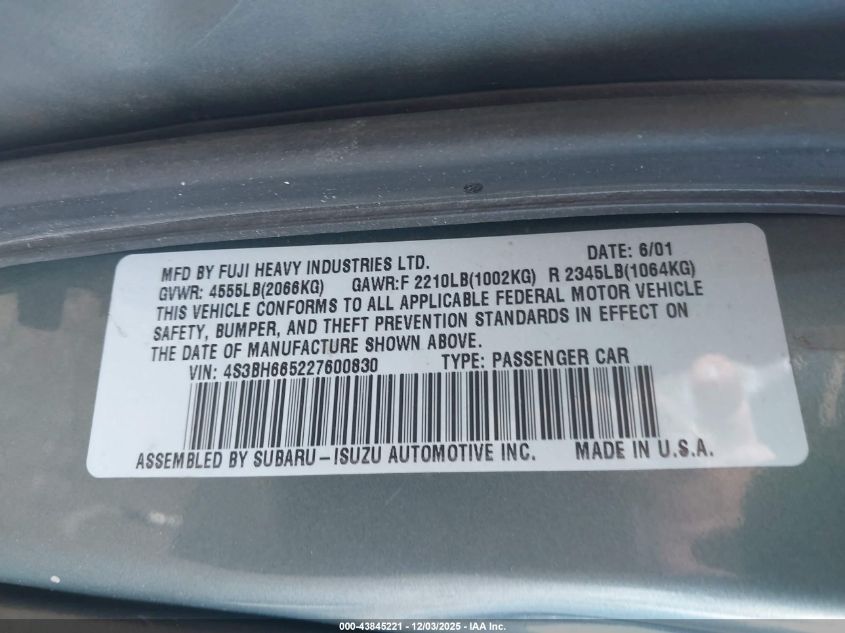 DATE: 6/01
MFD BY FUJI HEAVY INDUSTRIES LTD.
GVWR: 4555LB(2066KG) GAWR:F 2210LB(1002KG) R 2345LB(1064KG)
THIS VEHICLE CONFORMS TO ALL APPLICABLE FEDERAL MOTOR VEHICLE
SAFETY, BUMPER, AND THEFT PREVENTION STANDARDS IN EFFECT ON
THE DATE OF MANUFACTURE SHOWN ABOVE.
VIN: 4S3BH665227600830 TYPE: PASSENGER CAR
ASSEMBLED BY SUBARU-ISUZU AUTOMOTIVE INC. MADE IN U.S.A.
000-43845221 - 12/03/2025 - IAA Inc.